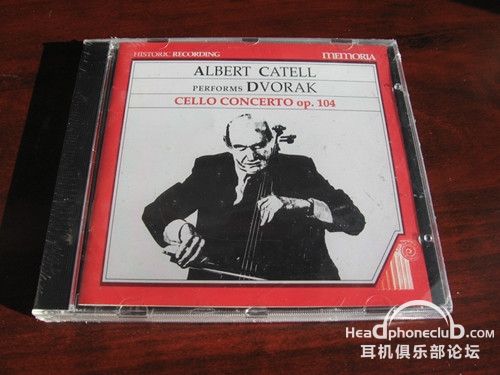 HISTORIC RECORDING MEMORIA
ALBERT CATELL
PERFORMS DVORAK
CELLO CONCERTO op. 104
HeadphonecluD.com
耳机俱乐部论坛